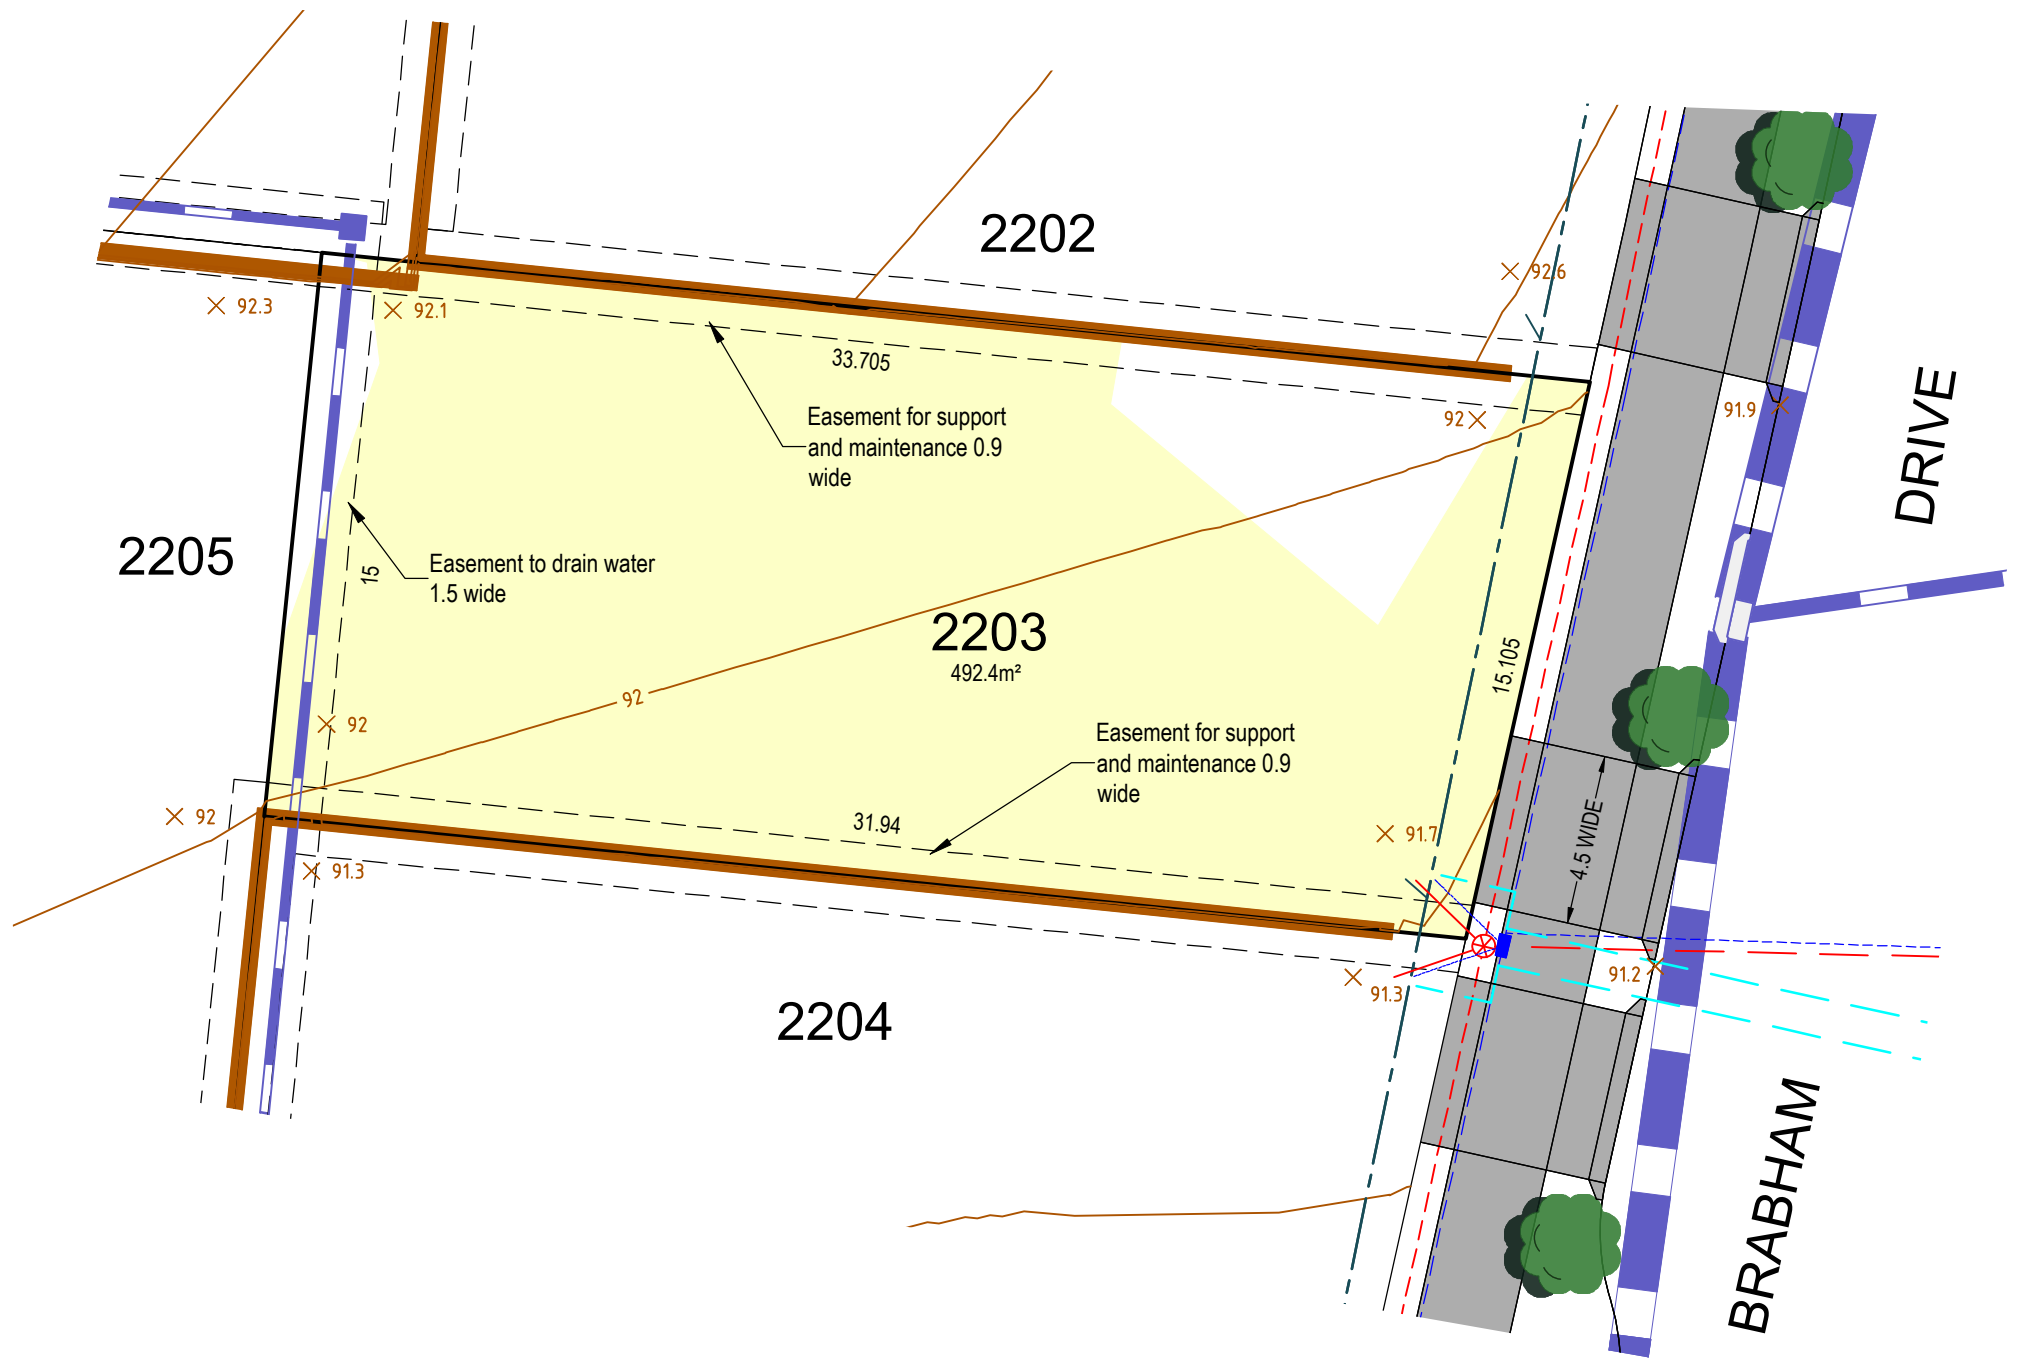 2202
92.6
92.3
92.1
33.705
Easement for support
and maintenance 0.9
wide
92
91.9
DRIVE
2205
15
Easement to drain water
1.5 wide
2203
492.4m²
15.105
92
92
Easement for support
and maintenance 0.9
wide
4.5 WIDE
92
31.94
91.7
91.3
91.2
91.3
2204
BRABHAM